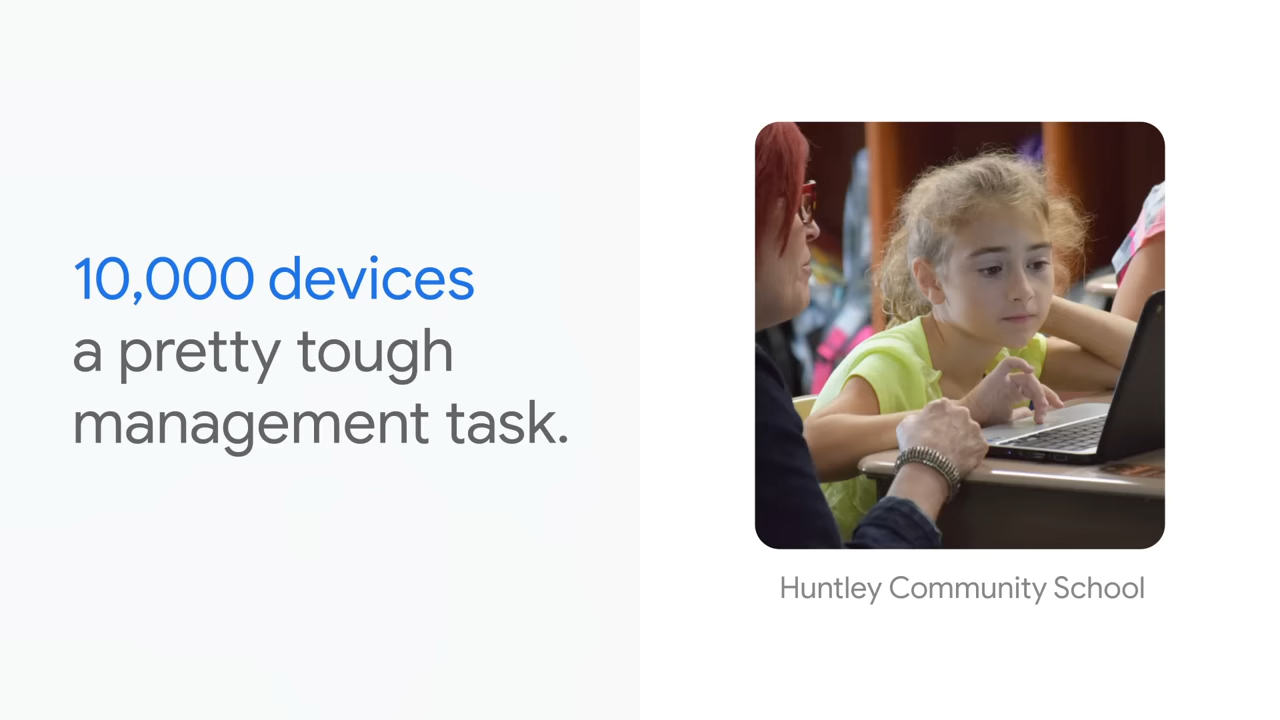 10,000 devices
a pretty tough
management task.
Huntley Community School